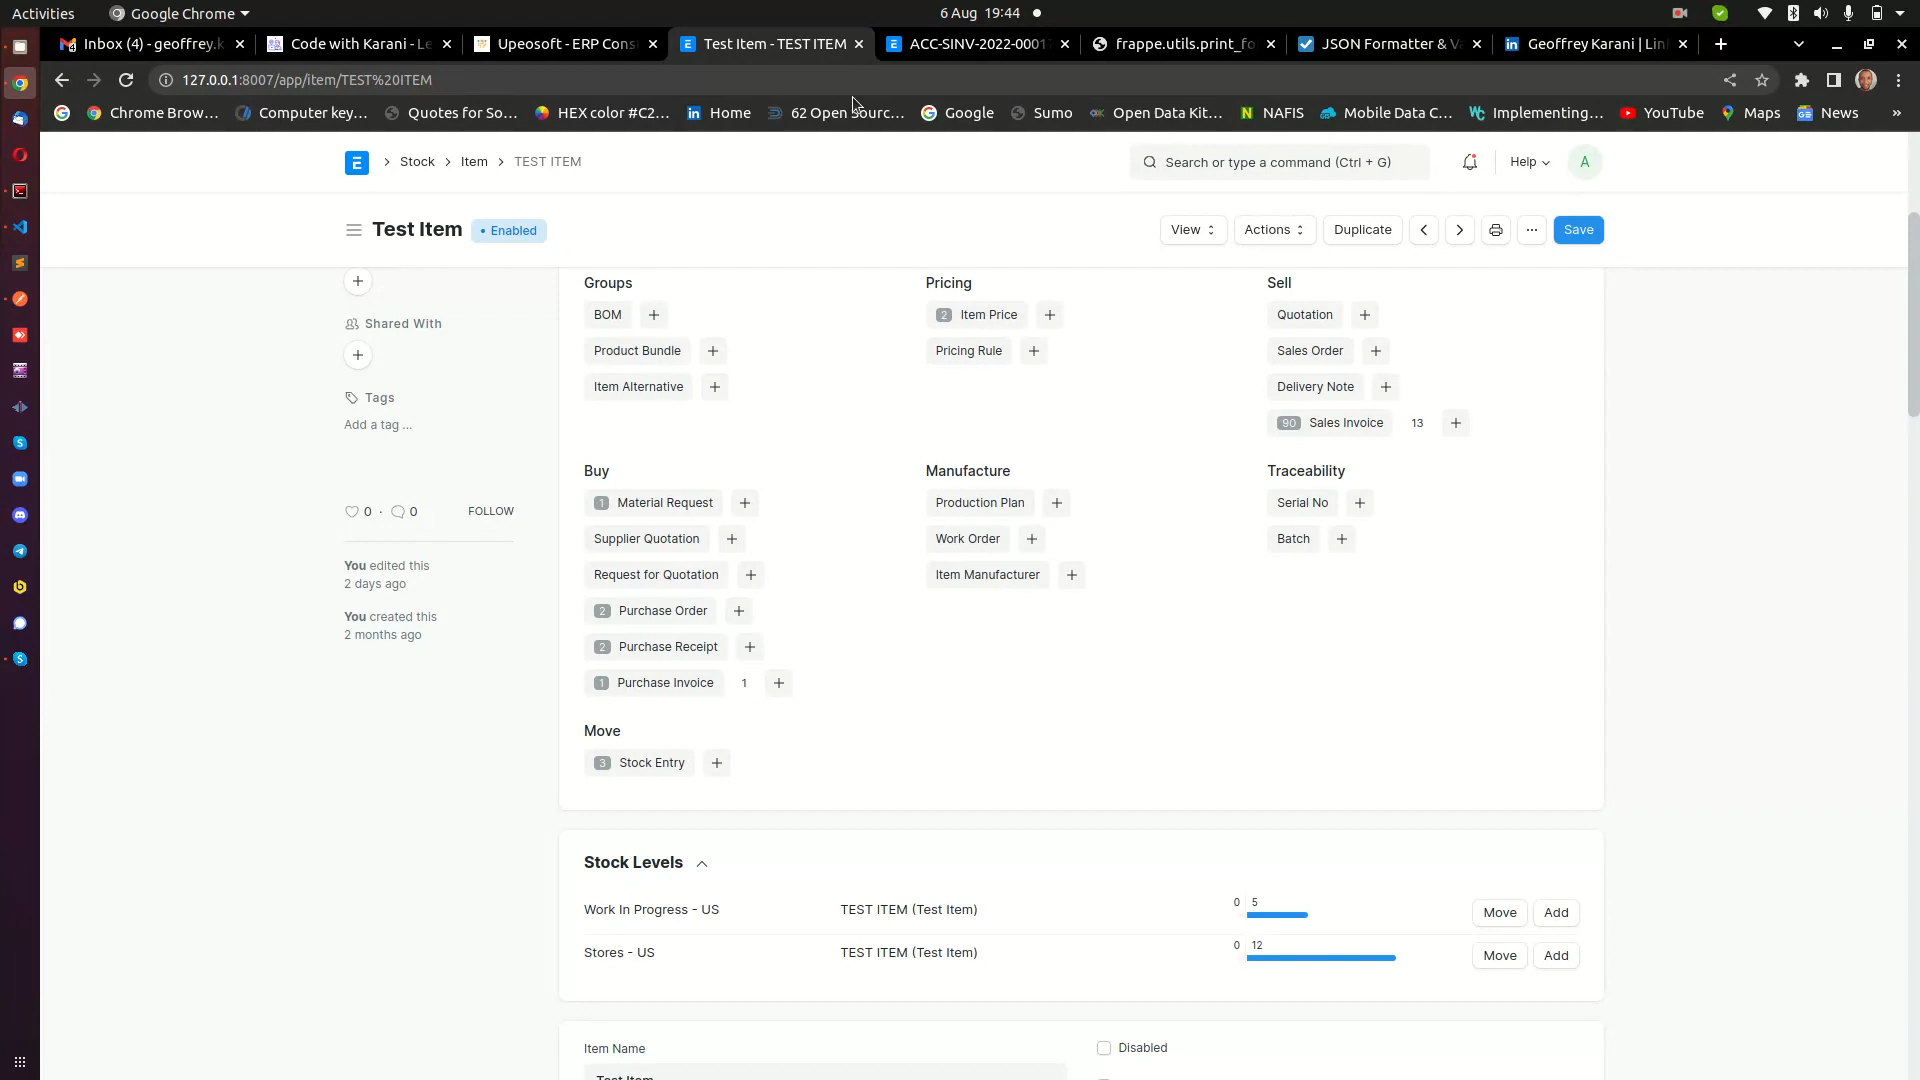 Activities Google Chrome 6 Aug 19:44
Inbox (4) - geoffrey.k Code with Karani - Le Upeosoft - ERP Cons Test Item - TEST ITEM ACC-SINV-2022-0001 frappe.utils.print_fo JSON Formatter & Va Geoffrey Karani | Lin
127.0.0.1:8007/app/item/TEST%20ITEM
Chrome Brow... Computer key... Quotes for So... HEX color #C2... Home 62 Open Sourc... Google Sumo Open Data Kit... NAFIS Mobile Data C... Implementing... YouTube Maps News »
E Stock Item TEST ITEM Search or type a command (Ctrl + G) Help A
Test Item Enabled View Actions Duplicate ... Save
Groups Pricing Sell
BOM + 2 Item Price + Quotation +
Shared With
Product Bundle + Pricing Rule + Sales Order +
Item Alternative + Delivery Note +
Tags
Add a tag ...
90 Sales Invoice 13 +
Buy Manufacture Traceability
1 Material Request + Production Plan + Serial No +
0 · 0 FOLLOW
Supplier Quotation + Work Order + Batch +
You edited this
2 days ago
Request for Quotation + Item Manufacturer +
You created this
2 months ago
2 Purchase Order +
2 Purchase Receipt +
1 Purchase Invoice 1 +
Move
3 Stock Entry +
Stock Levels
Work In Progress - US TEST ITEM (Test Item) 0 5 Move Add
Stores - US TEST ITEM (Test Item) 0 12 Move Add
Item Name Disabled
Test Item